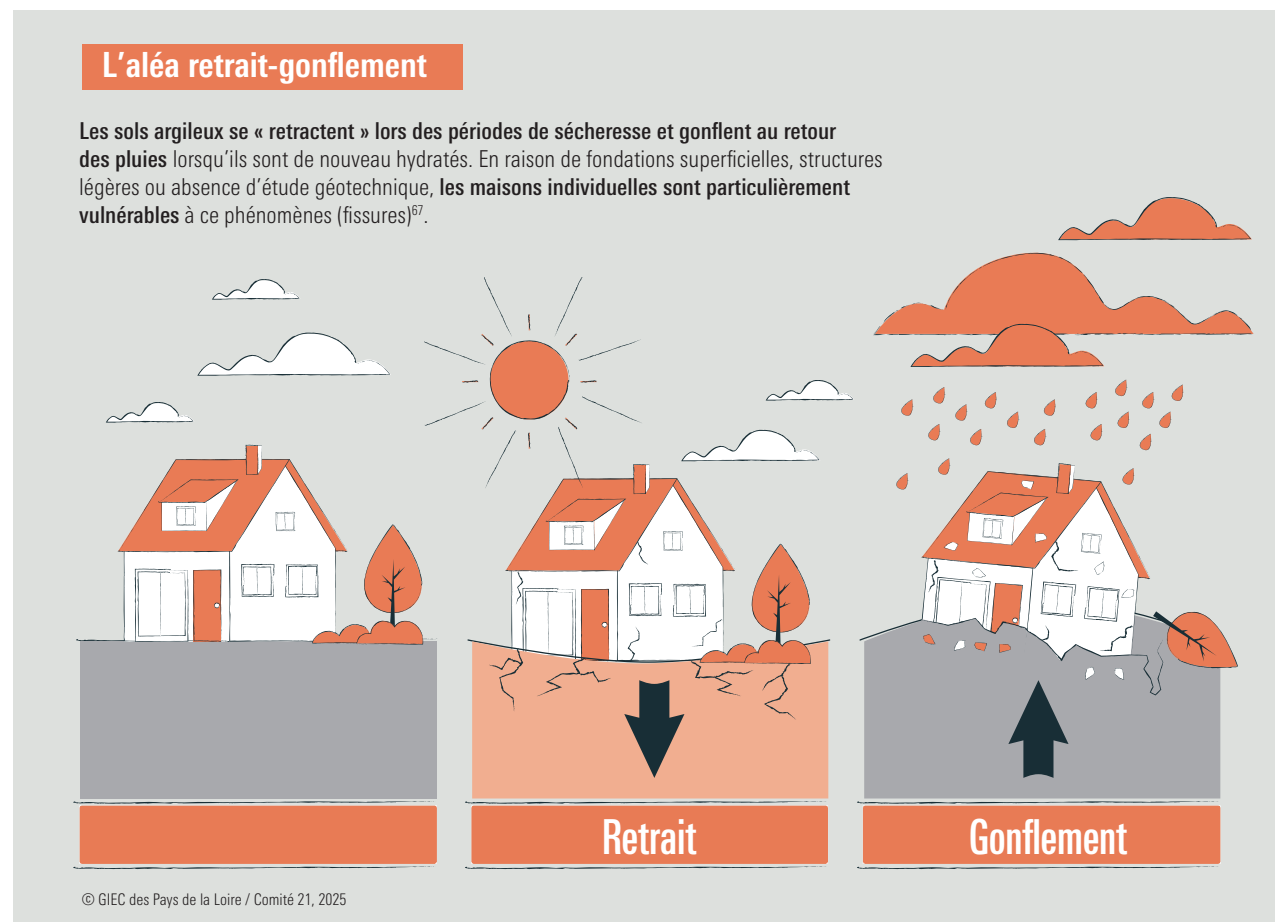 L’aléa retrait-gonflement
Les sols argileux se « retractent » lors des périodes de sécheresse et gonflent au retour
des pluies lorsqu’ils sont de nouveau hydratés. En raison de fondations superficielles, structures
légères ou absence d’étude géotechnique, les maisons individuelles sont particulièrement
vulnérables à ce phénomènes (fissures)67.
Retrait
Gonflement
© GIEC des Pays de la Loire / Comité 21, 2025